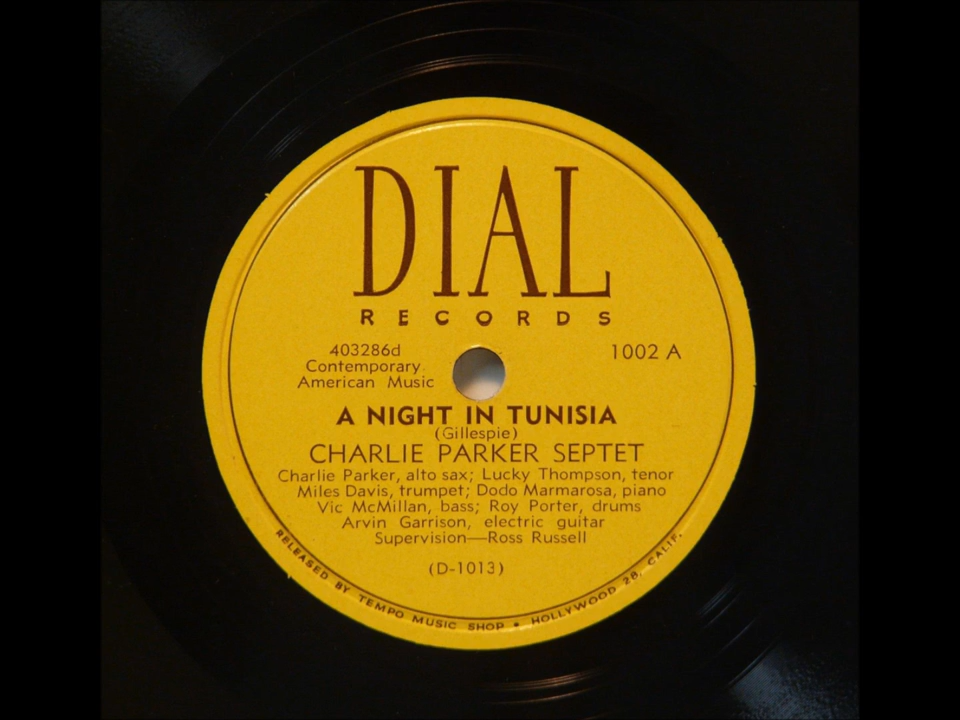 DIAL
RECORDS
403286d
Contemporary
American Music
1002 A
A NIGHT IN TUNISIA
(Gillespie)
CHARLIE PARKER SEPTET
Charlie Parker, alto sax; Lucky Thompson, tenor
Miles Davis, trumpet; Dodo Marmarosa, piano
Vic McMillan, bass; Roy Porter, drums
Arvin Garrison, electric guitar
Supervision—Ross Russell
(D-1013)
RELEASED BY TEMPO MUSIC SHOP • HOLLYWOOD 28, CALIF.